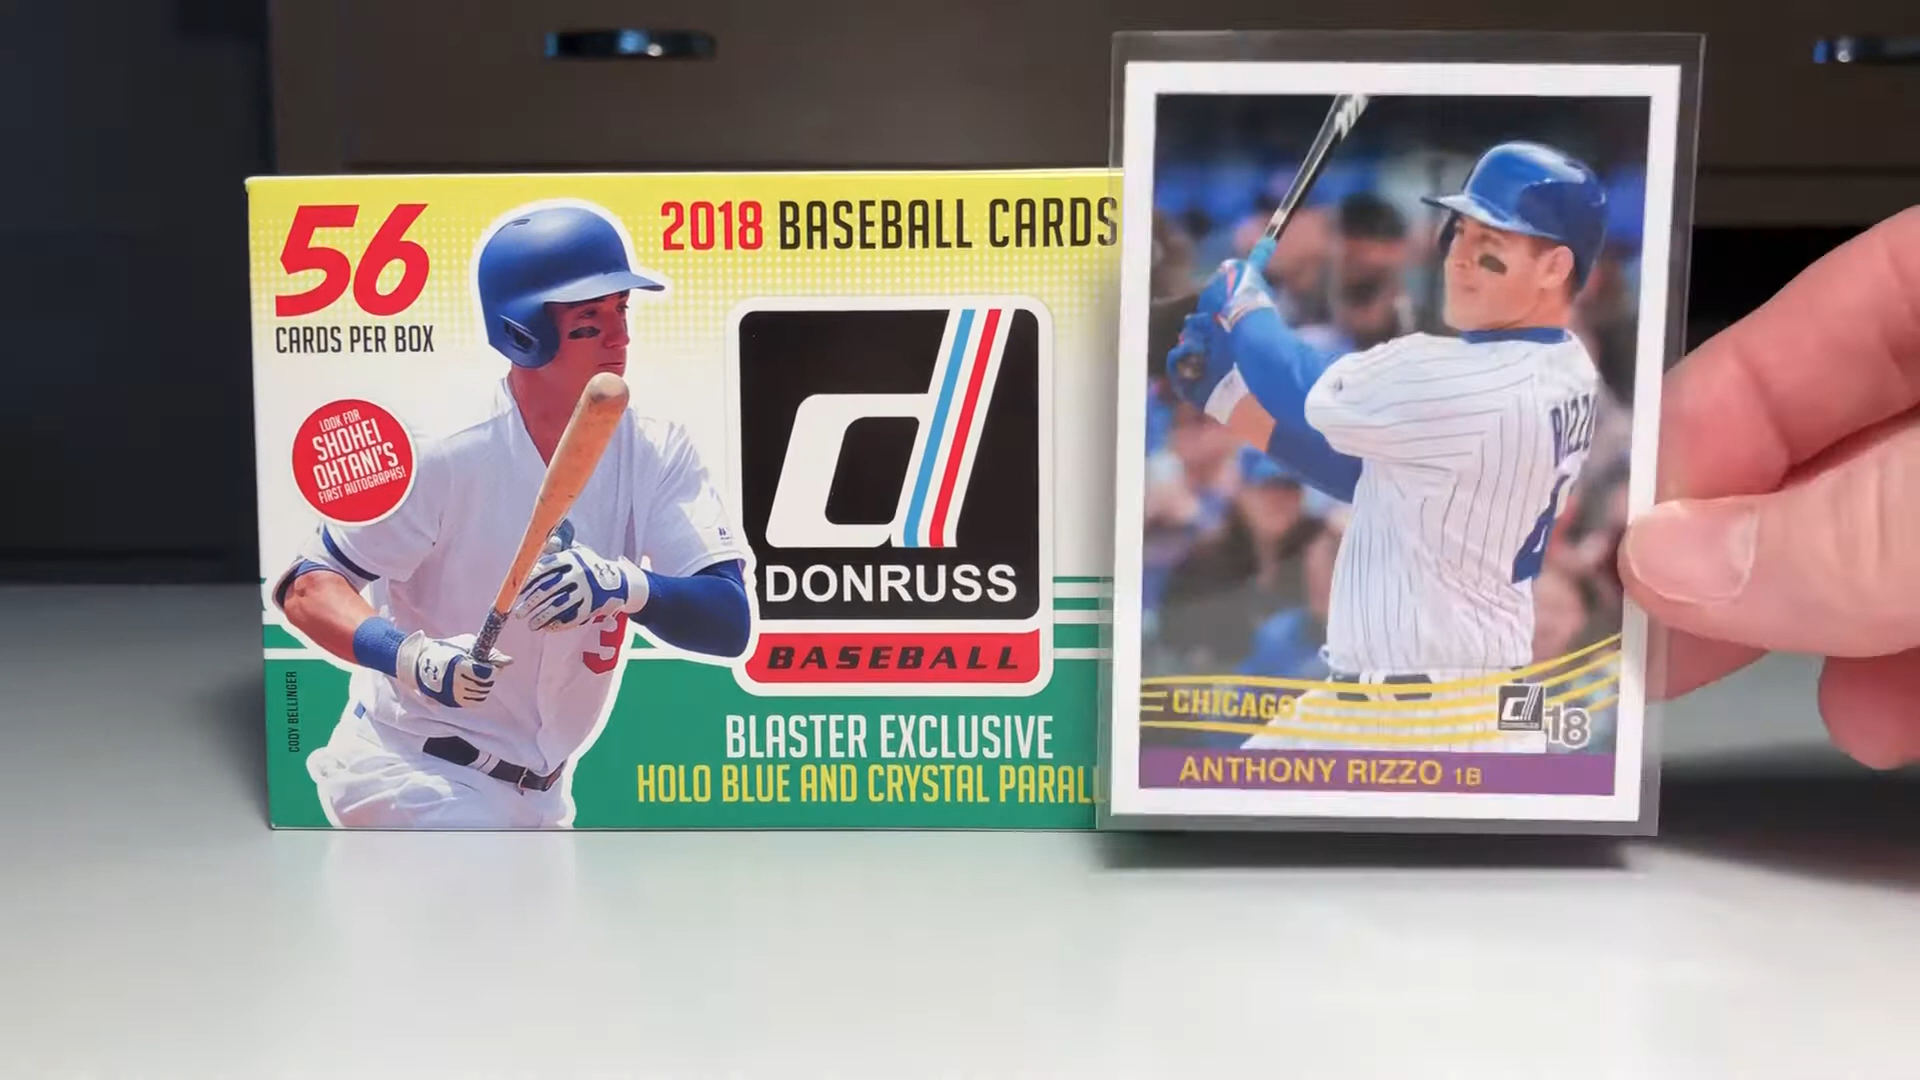 56
CARDS PER BOX
2018 BASEBALL CARDS
LOOK FOR
SHOHEI
OHTANI'S
FIRST AUTOGRAPHS!
DONRUSS
BASEBALL
BLASTER EXCLUSIVE
HOLO BLUE AND CRYSTAL PARALL
CODY BELLINGER
3
RIZZO
CHICAGO
18
ANTHONY RIZZO 1B